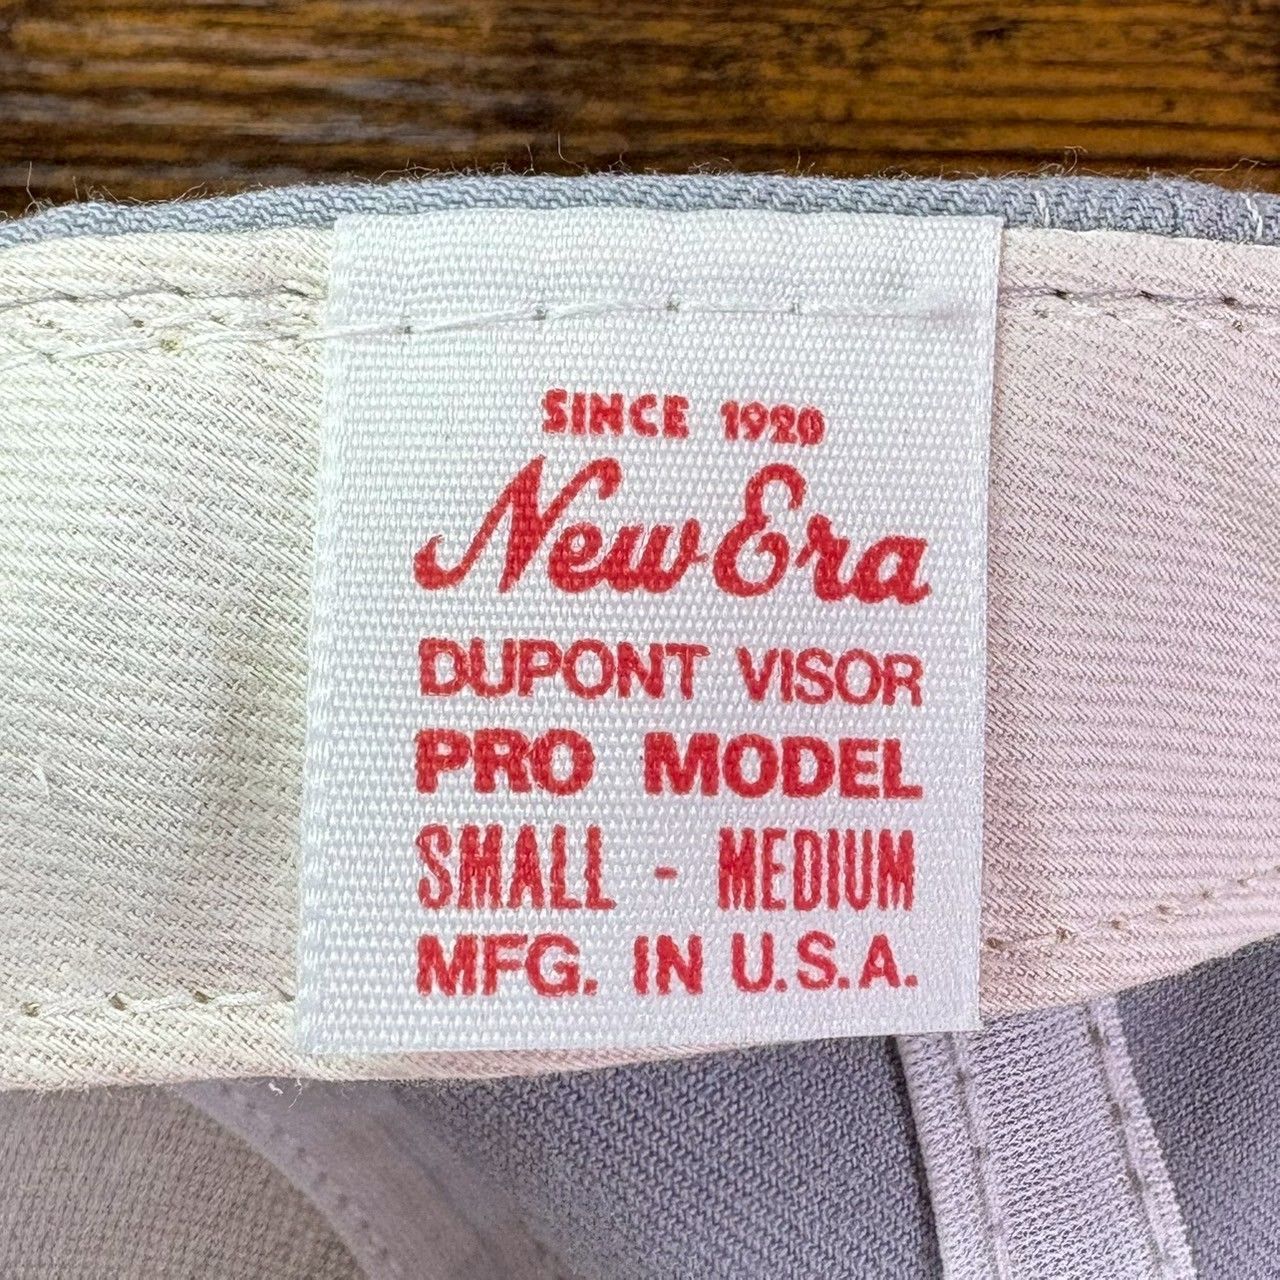 SINCE 1920
New Era
DUPONT VISOR
PRO MODEL
SMALL - MEDIUM
MFG. IN U.S.A.